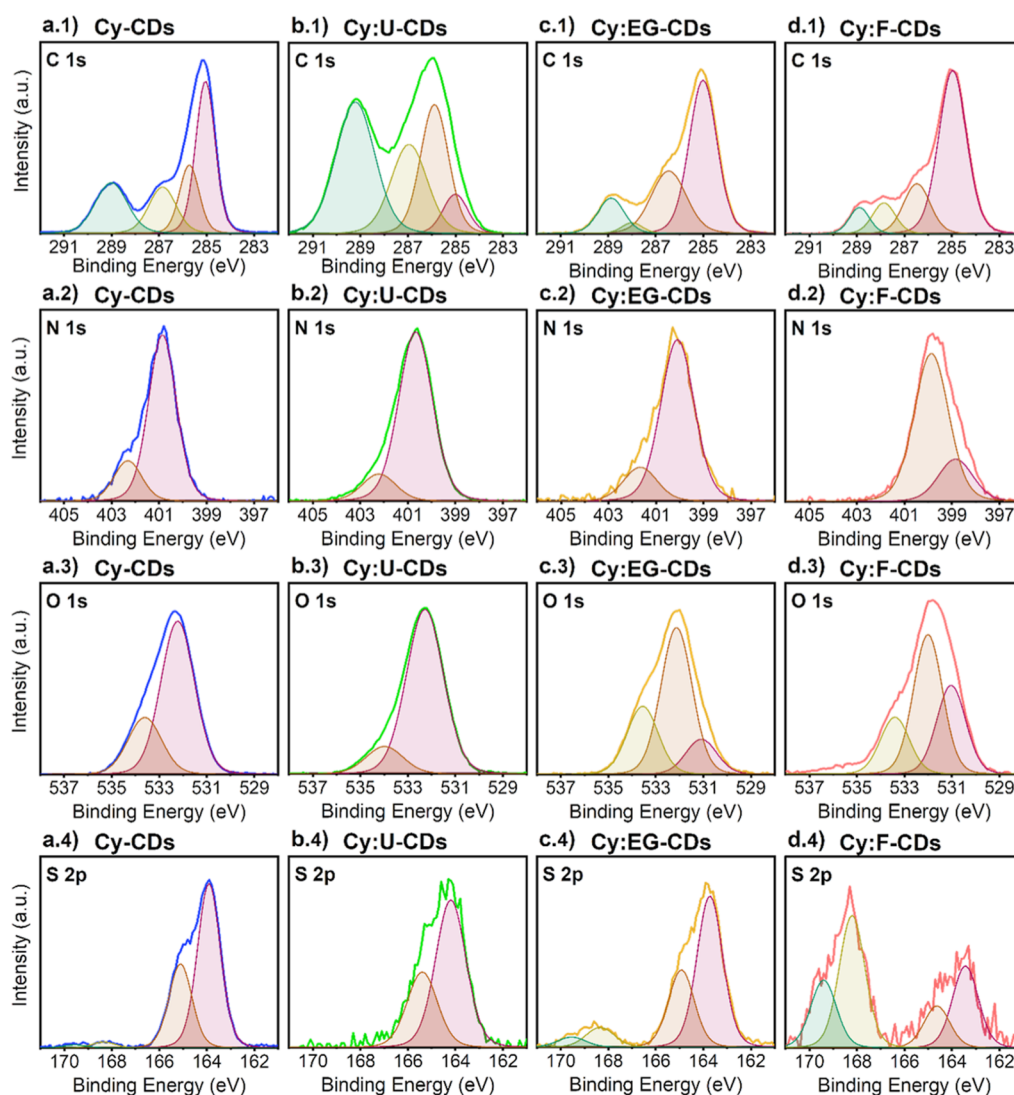 a.1) Cy-CDs b.1) Cy:U-CDs c.1) Cy:EG-CDs d.1) Cy:F-CDs
C 1s C 1s C 1s C 1s
Intensity (a.u.)
291 289 287 285 283 291 289 287 285 283 291 289 287 285 283 291 289 287 285 283
Binding Energy (eV) Binding Energy (eV) Binding Energy (eV) Binding Energy (eV)
a.2) Cy-CDs b.2) Cy:U-CDs c.2) Cy:EG-CDs d.2) Cy:F-CDs
N 1s N 1s N 1s N 1s
Intensity (a.u.)
405 403 401 399 397 405 403 401 399 397 405 403 401 399 397 405 403 401 399 397
Binding Energy (eV) Binding Energy (eV) Binding Energy (eV) Binding Energy (eV)
a.3) Cy-CDs b.3) Cy:U-CDs c.3) Cy:EG-CDs d.3) Cy:F-CDs
O 1s O 1s O 1s O 1s
Intensity (a.u.)
537 535 533 531 529 537 535 533 531 529 537 535 533 531 529 537 535 533 531 529
Binding Energy (eV) Binding Energy (eV) Binding Energy (eV) Binding Energy (eV)
a.4) Cy-CDs b.4) Cy:U-CDs c.4) Cy:EG-CDs d.4) Cy:F-CDs
S 2p S 2p S 2p S 2p
Intensity (a.u.)
170 168 166 164 162 170 168 166 164 162 170 168 166 164 162 170 168 166 164 162
Binding Energy (eV) Binding Energy (eV) Binding Energy (eV) Binding Energy (eV)